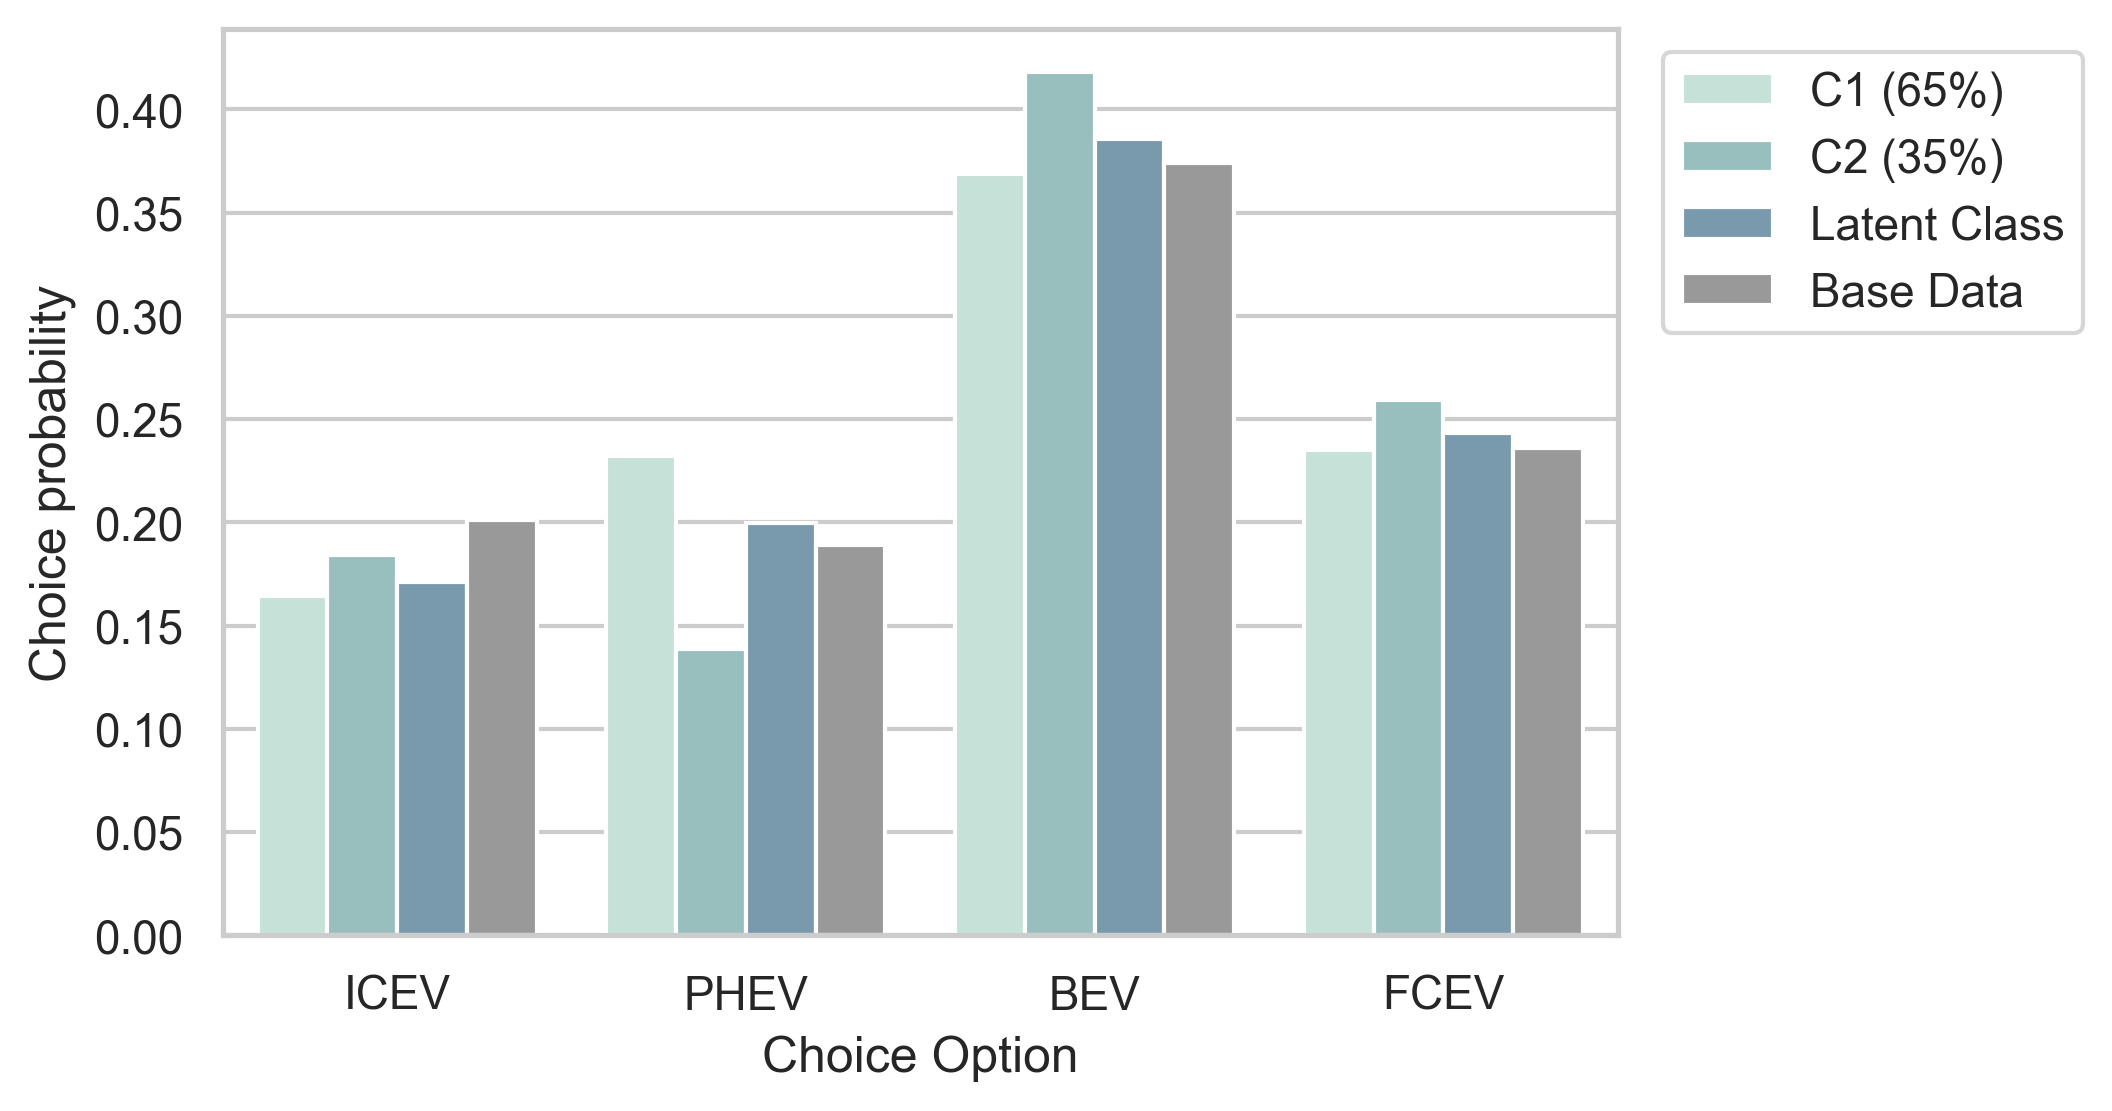 Choice probability
0.40
0.35
0.30
0.25
0.20
0.15
0.10
0.05
0.00
ICEV
PHEV
BEV
FCEV
Choice Option
C1 (65%)
C2 (35%)
Latent Class
Base Data